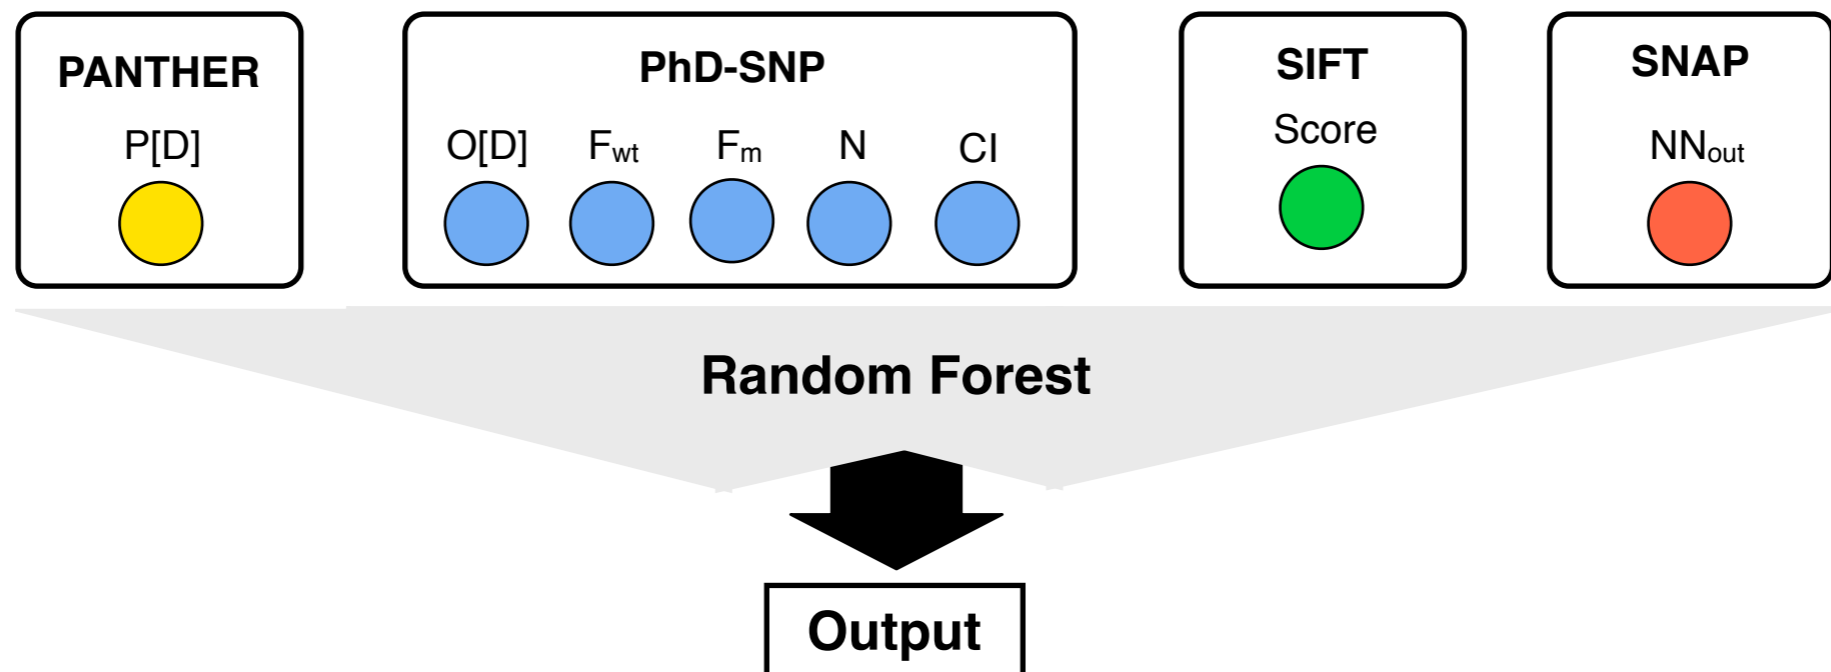 PANTHER
P[D]
PhD-SNP
O[D] Fwt Fm N CI
SIFT
Score
SNAP
NNout
Random Forest
Output